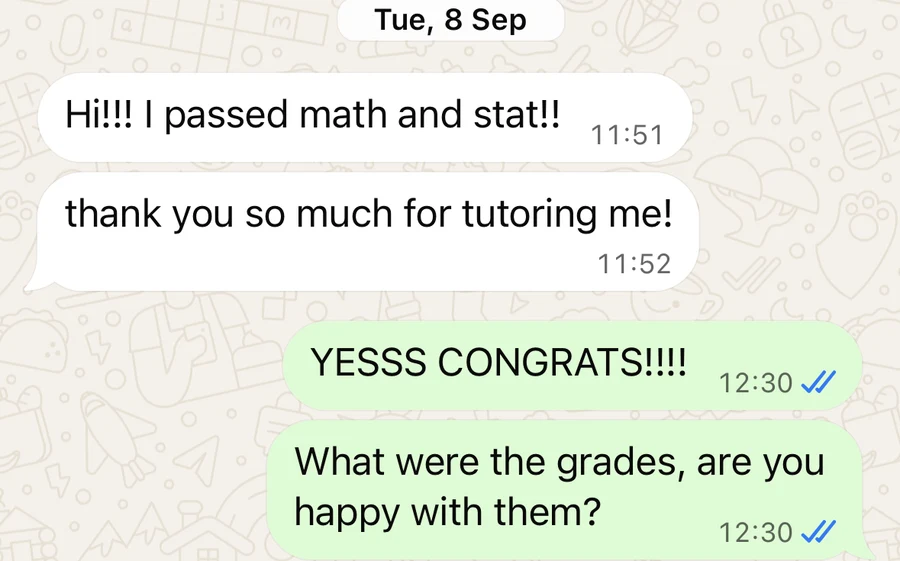 Tue, 8 Sep
Hi!!! I passed math and stat!!
11:51
thank you so much for tutoring me!
11:52
YESSS CONGRATS!!!!
12:30
What were the grades, are you
happy with them?
12:30